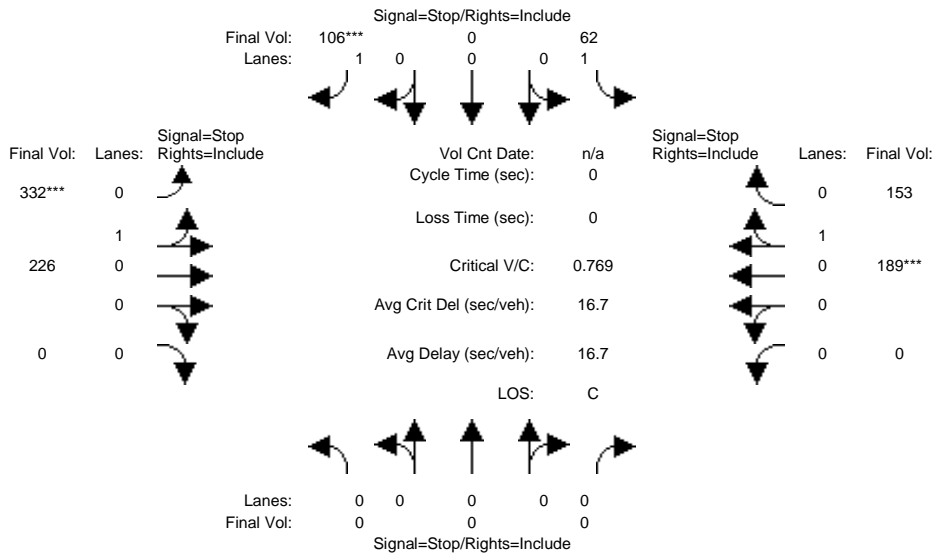 Signal=Stop/Rights=Include
Final Vol: 106*** 0 62
Lanes: 1 0 0 0 1
Signal=Stop Signal=Stop
Final Vol: Lanes: Rights=Include Vol Cnt Date: n/a Rights=Include Lanes: Final Vol:
Cycle Time (sec): 0
332*** 0 0 153
Loss Time (sec): 0
1 1
226 0 Critical V/C: 0.769 0 189***
0 Avg Crit Del (sec/veh): 16.7 0
0 0 Avg Delay (sec/veh): 16.7 0 0
LOS: C
Lanes: 0 0 0 0 0
Final Vol: 0 0 0
Signal=Stop/Rights=Include